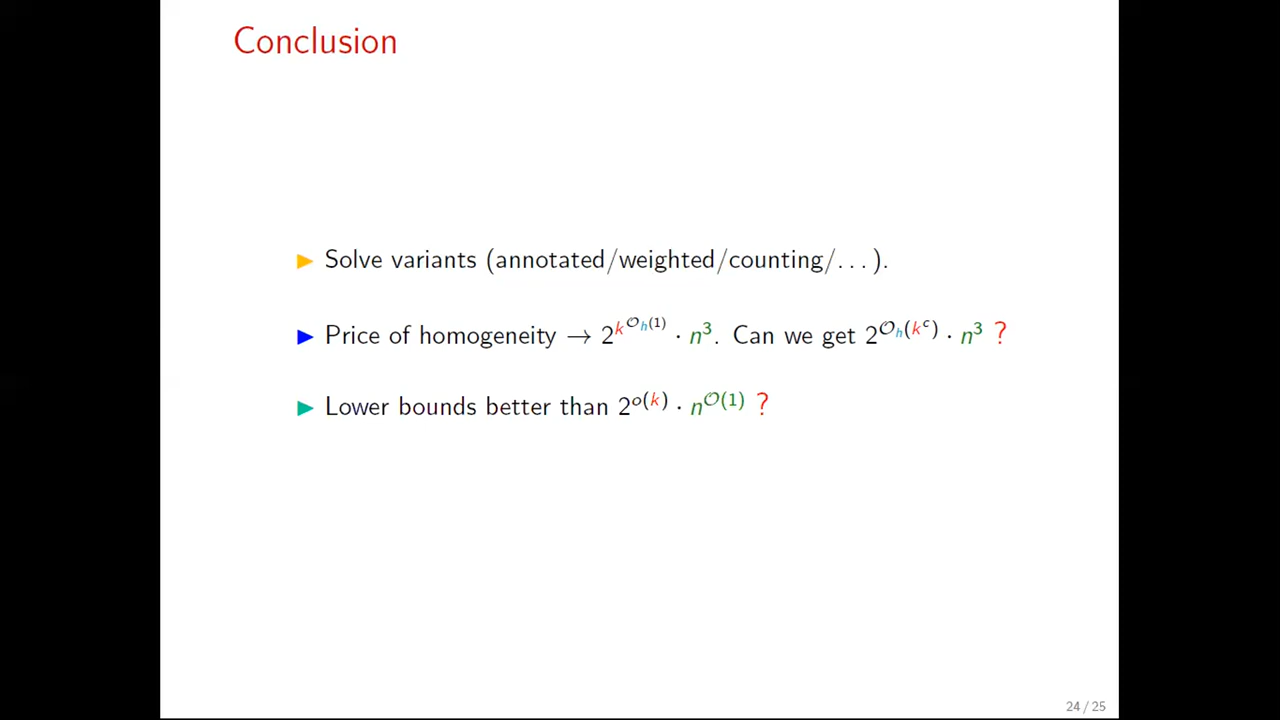 Conclusion
▶ Solve variants (annotated/weighted/counting/. . . ).
▶ Price of homogeneity → 2^{k^{𝒪_h(1)}} · n^3. Can we get 2^{𝒪_h(k^c)} · n^3 ?
▶ Lower bounds better than 2^{o(k)} · n^{𝒪(1)} ?
24 / 25